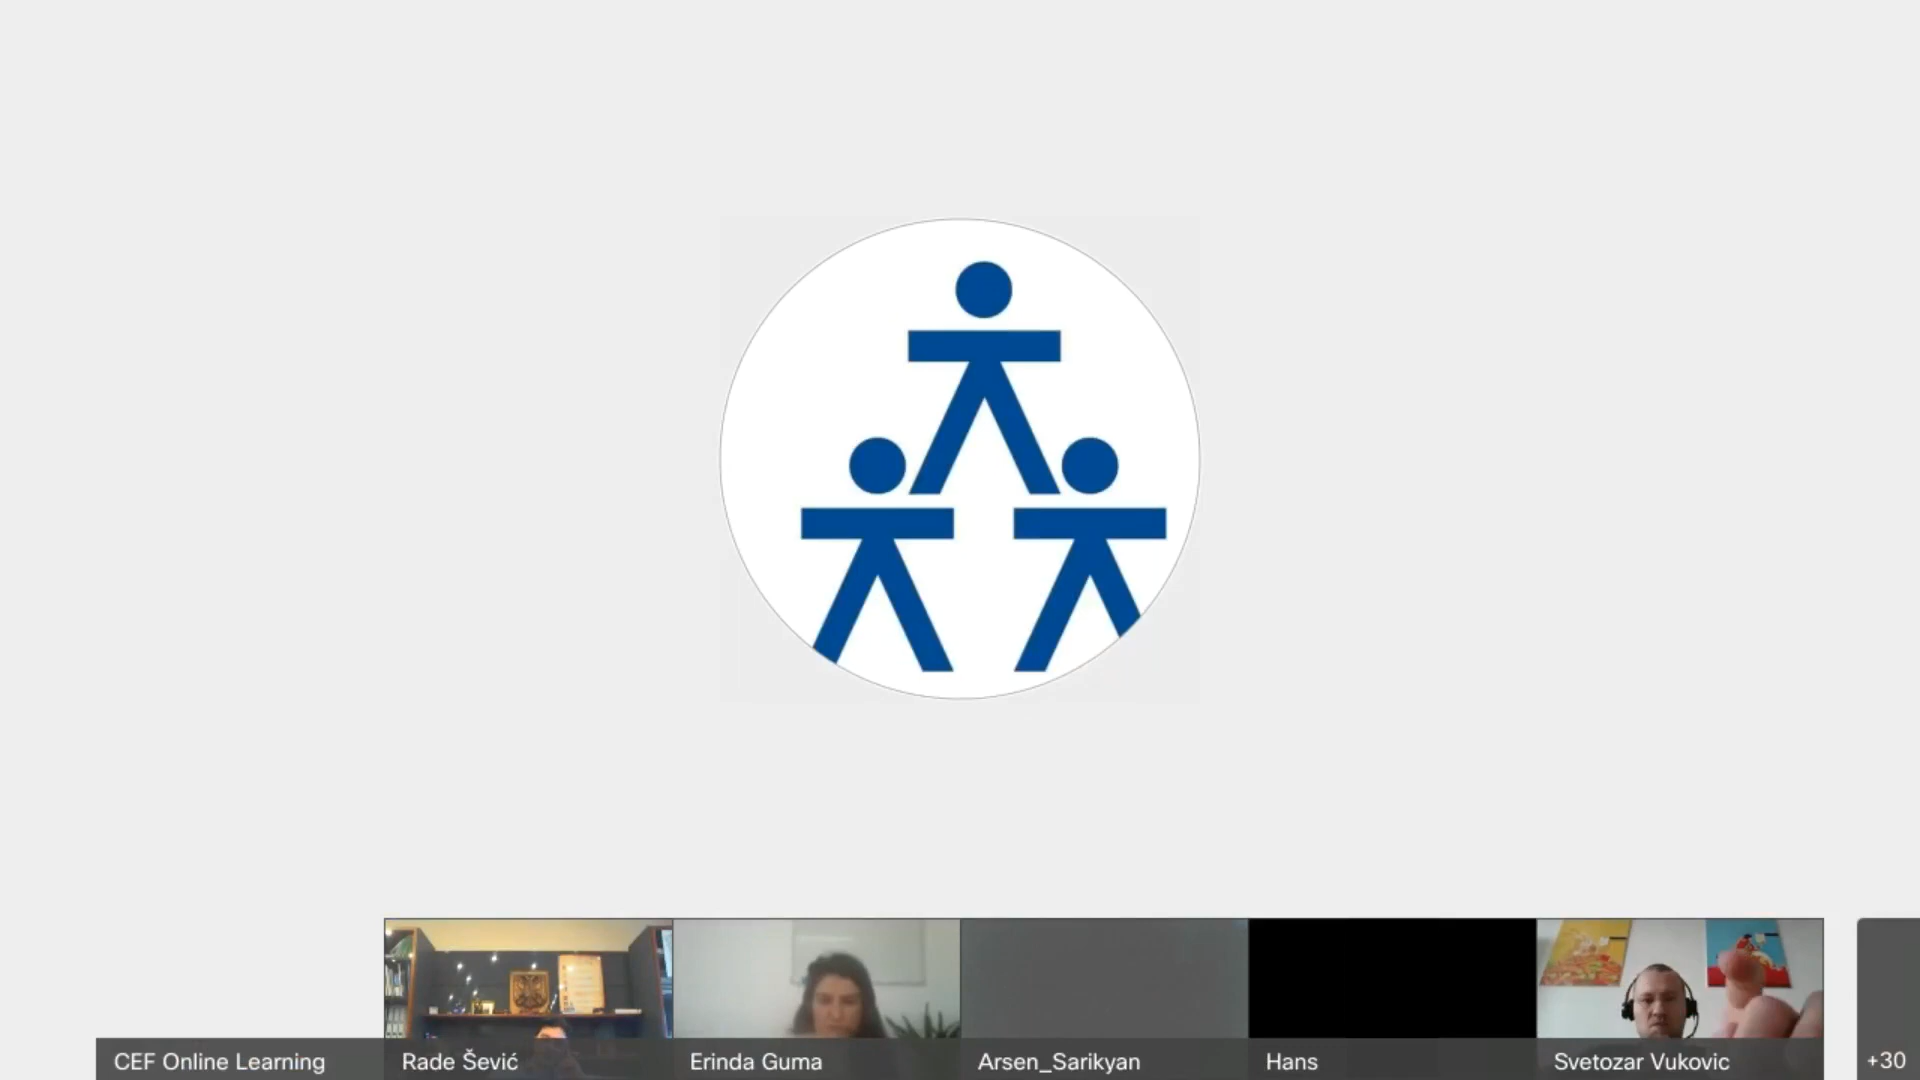 CEF Online Learning
Rade Šević
Erinda Guma
Arsen_Sarikyan
Hans
Svetozar Vukovic
+30